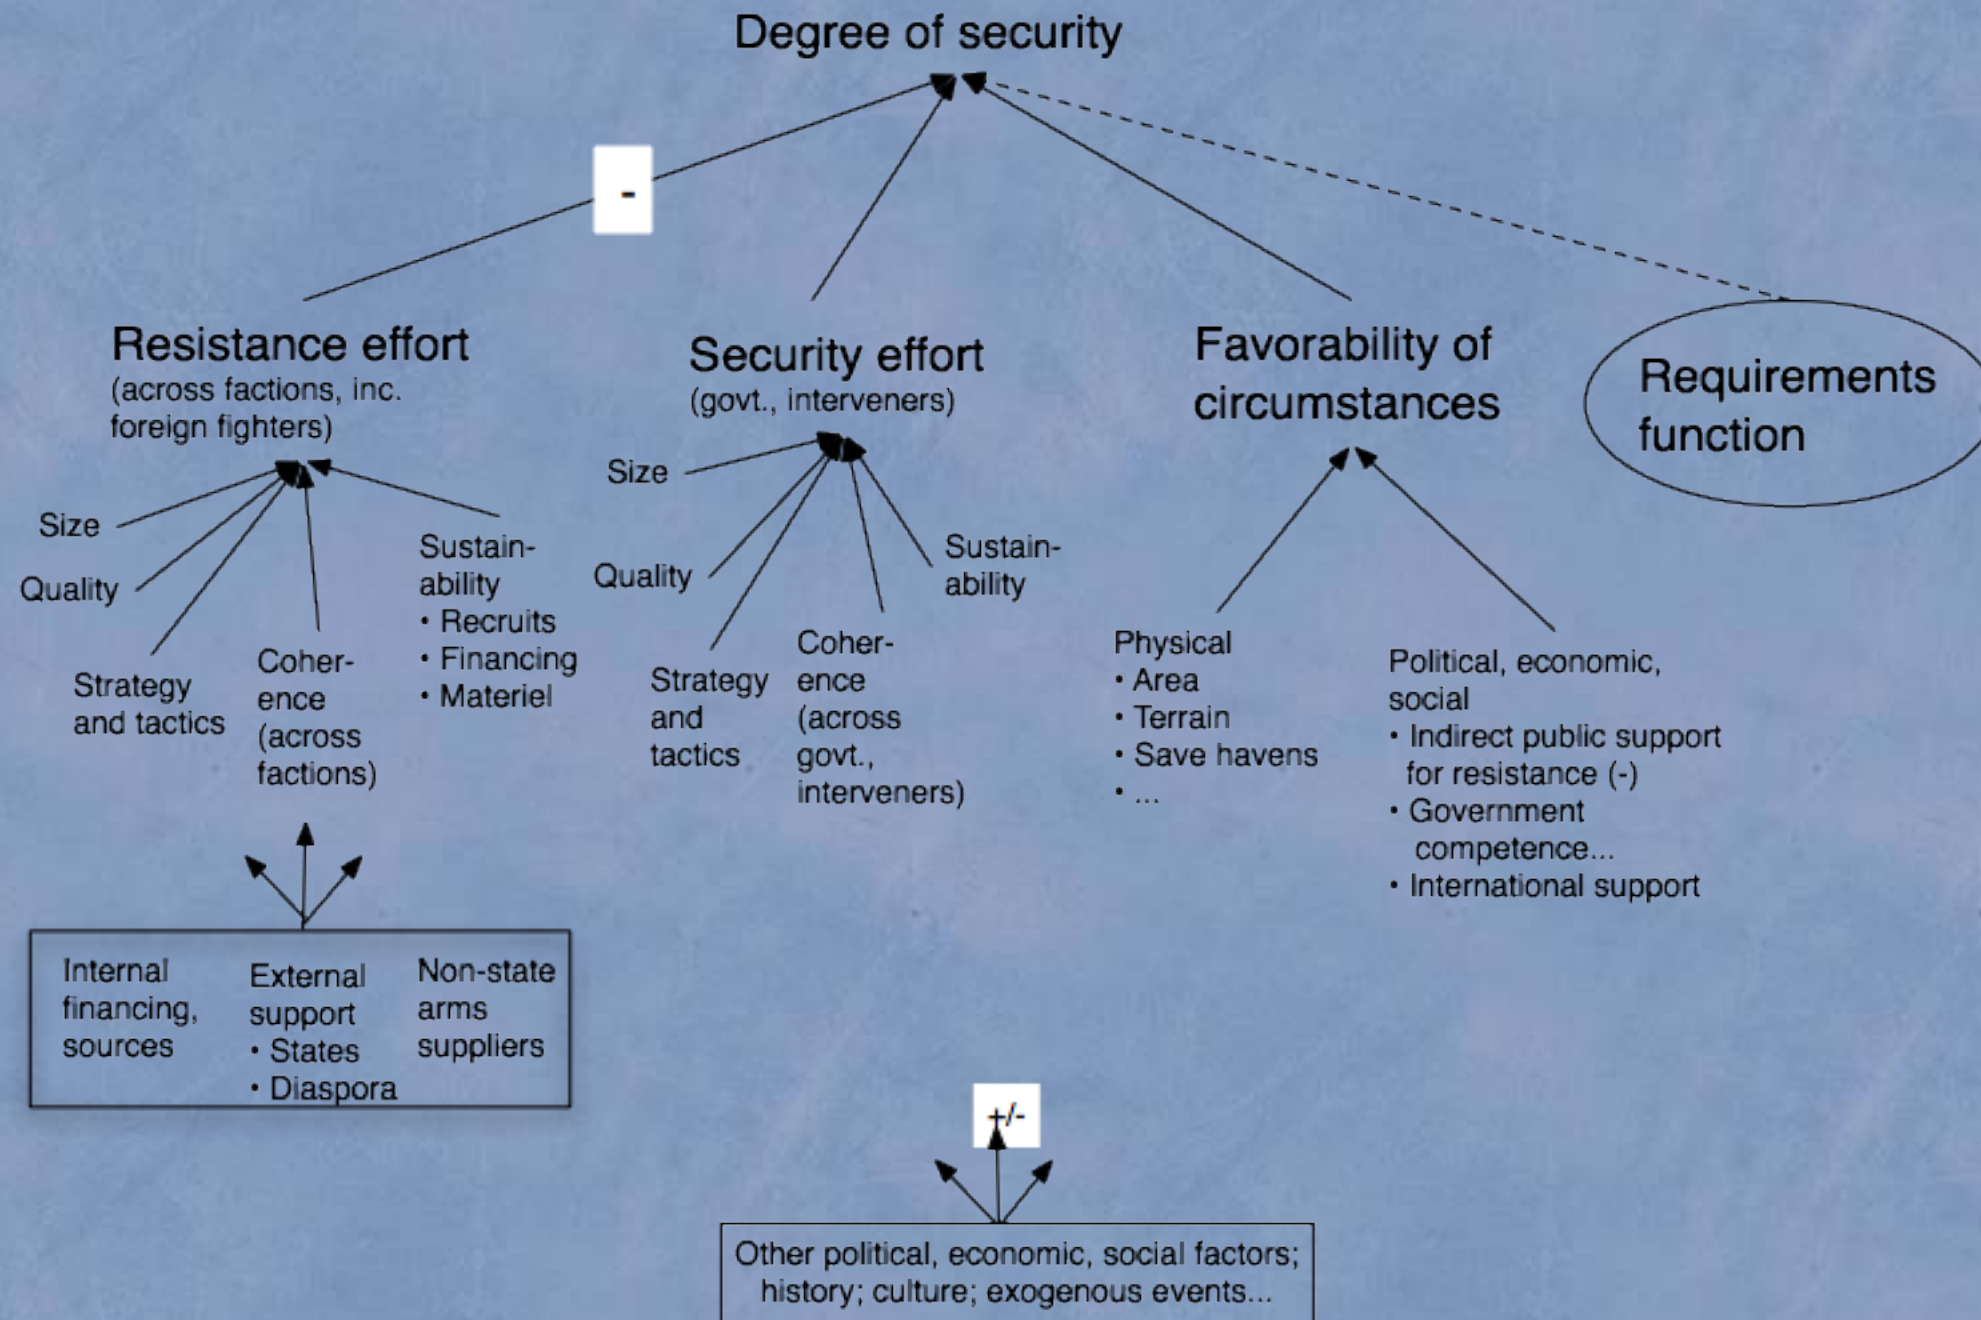 Degree of security
-
Resistance effort
(across factions, inc.
foreign fighters)
Size
Quality
Strategy
and tactics
Coher-
ence
(across
factions)
Sustain-
ability
• Recruits
• Financing
• Materiel
Internal
financing,
sources
External
support
• States
• Diaspora
Non-state
arms
suppliers
Security effort
(govt., interveners)
Size
Quality
Strategy
and
tactics
Coher-
ence
(across
govt.,
interveners)
Sustain-
ability
Favorability of
circumstances
Physical
• Area
• Terrain
• Save havens
• ...
Political, economic,
social
• Indirect public support
for resistance (-)
• Government
competence...
• International support
Requirements
function
+/-
Other political, economic, social factors;
history; culture; exogenous events...